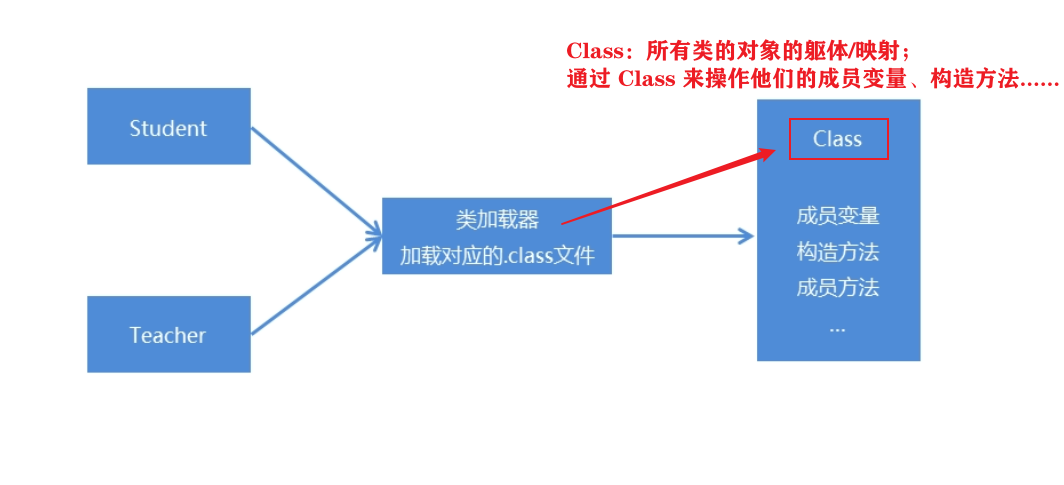 Class：所有类的对象的躯体/映射；
通过 Class 来操作他们的成员变量、构造方法……
Student
Teacher
类加载器
加载对应的.class文件
Class
成员变量
构造方法
成员方法
...